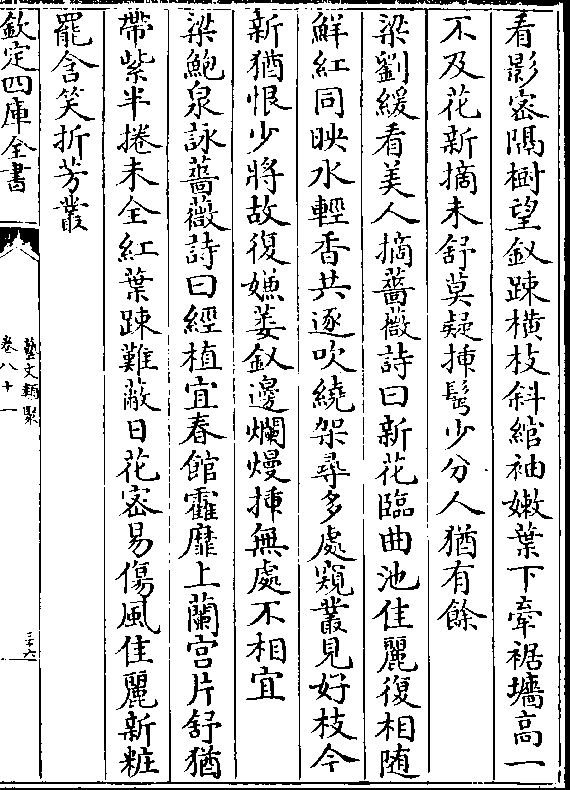 看影密隅樹望釵踈橫枝斜綰袖嫩葉下牽裾墻高一
不及花新摘未舒莫疑揷髩少分人猶有餘
梁劉緩看美人摘薔薇詩曰新花臨曲池佳麗復相隨
鮮紅同映水輕香共逐吹繞架尋多處窺叢見好枝今
新猶恨少將故復嫌萎釵邊爛熳揷無處不相宜
梁鮑泉詠薔薇詩曰經植宜春館霍靡上蘭宮片舒猶
帶紫半捲未全紅葉踈難蔽日花密易傷風佳麗新粧
罷含笑折芳叢
欽定四庫全書
藝文類聚
卷八十一
三六